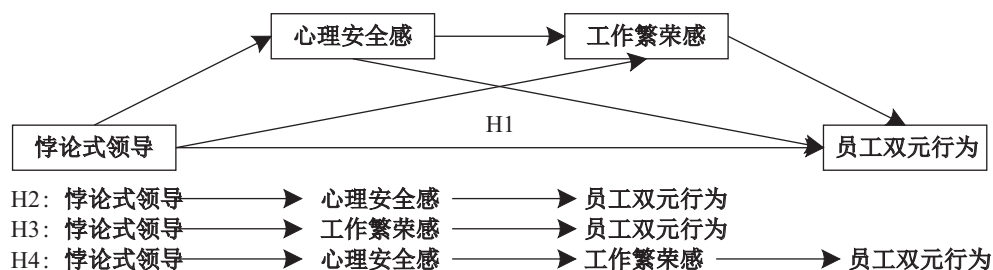 心理安全感 工作繁荣感
H1
悖论式领导 员工双元行为
H2：悖论式领导 心理安全感 员工双元行为
H3：悖论式领导 工作繁荣感 员工双元行为
H4：悖论式领导 心理安全感 工作繁荣感 员工双元行为